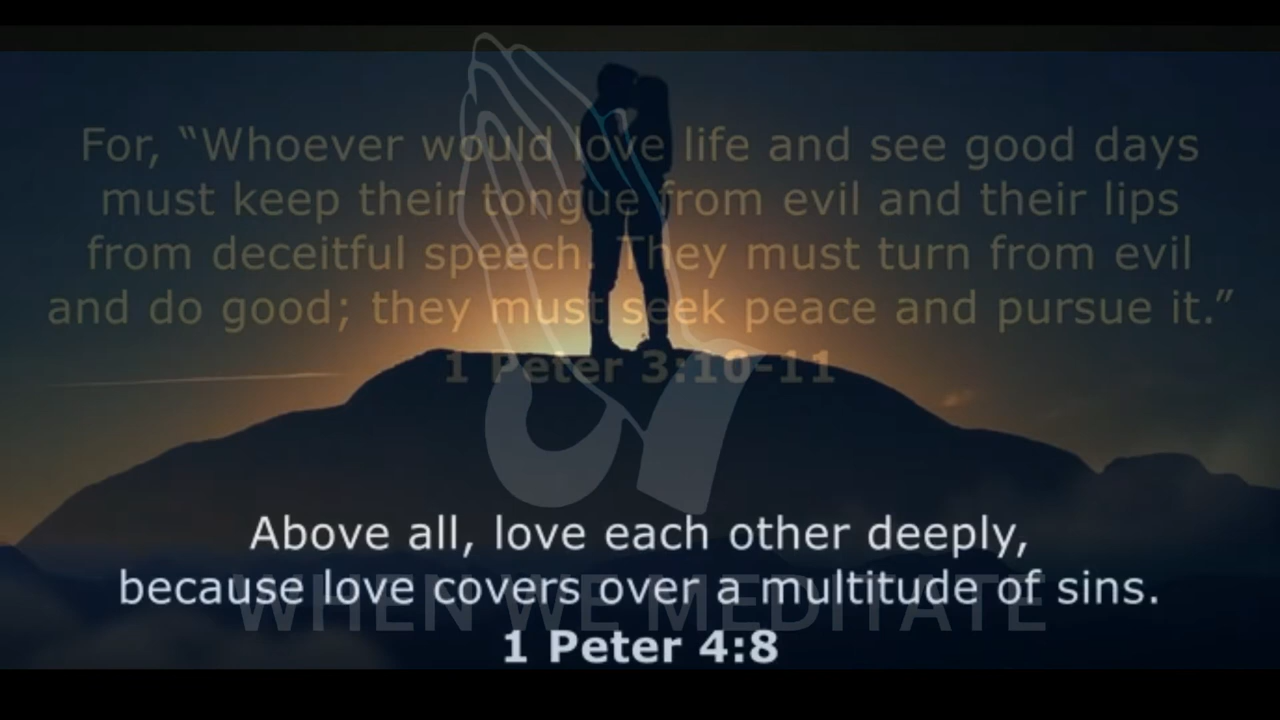 For, “Whoever would love life and see good days
must keep their tongue from evil and their lips
from deceitful speech. They must turn from evil
and do good; they must seek peace and pursue it.”
1 Peter 3:10-11
Above all, love each other deeply,
because love covers over a multitude of sins.
WHEN WE MEDITATE
1 Peter 4:8